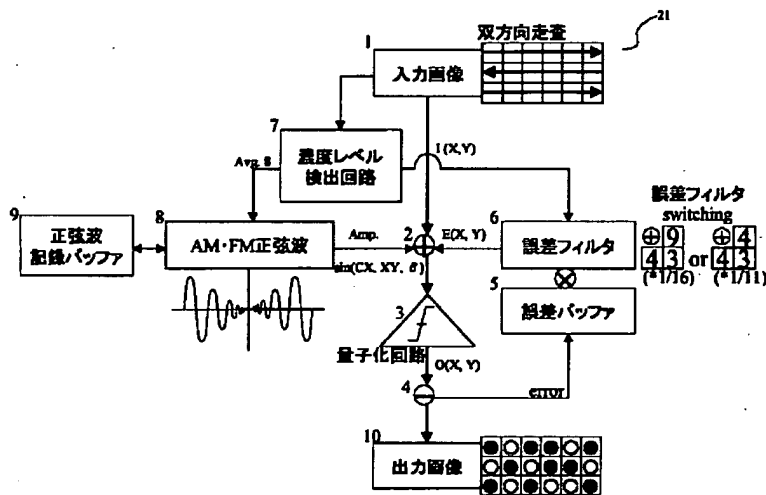 21
双方向走査
1
入力画像
7
濃度レベル
検出回路
I(X,Y)
Avg. 8
誤差フィルタ
switching
9
正弦波
記録バッファ
8
AM・FM正弦波
Amp.
2
E(X, Y)
6
誤差フィルタ
9
4 3
(*1/16)
or
4
4 3
(*1/11)
sin(CX, XY, θ)
5
誤差バッファ
3
量子化回路
O(X, Y)
4
error
10
出力画像